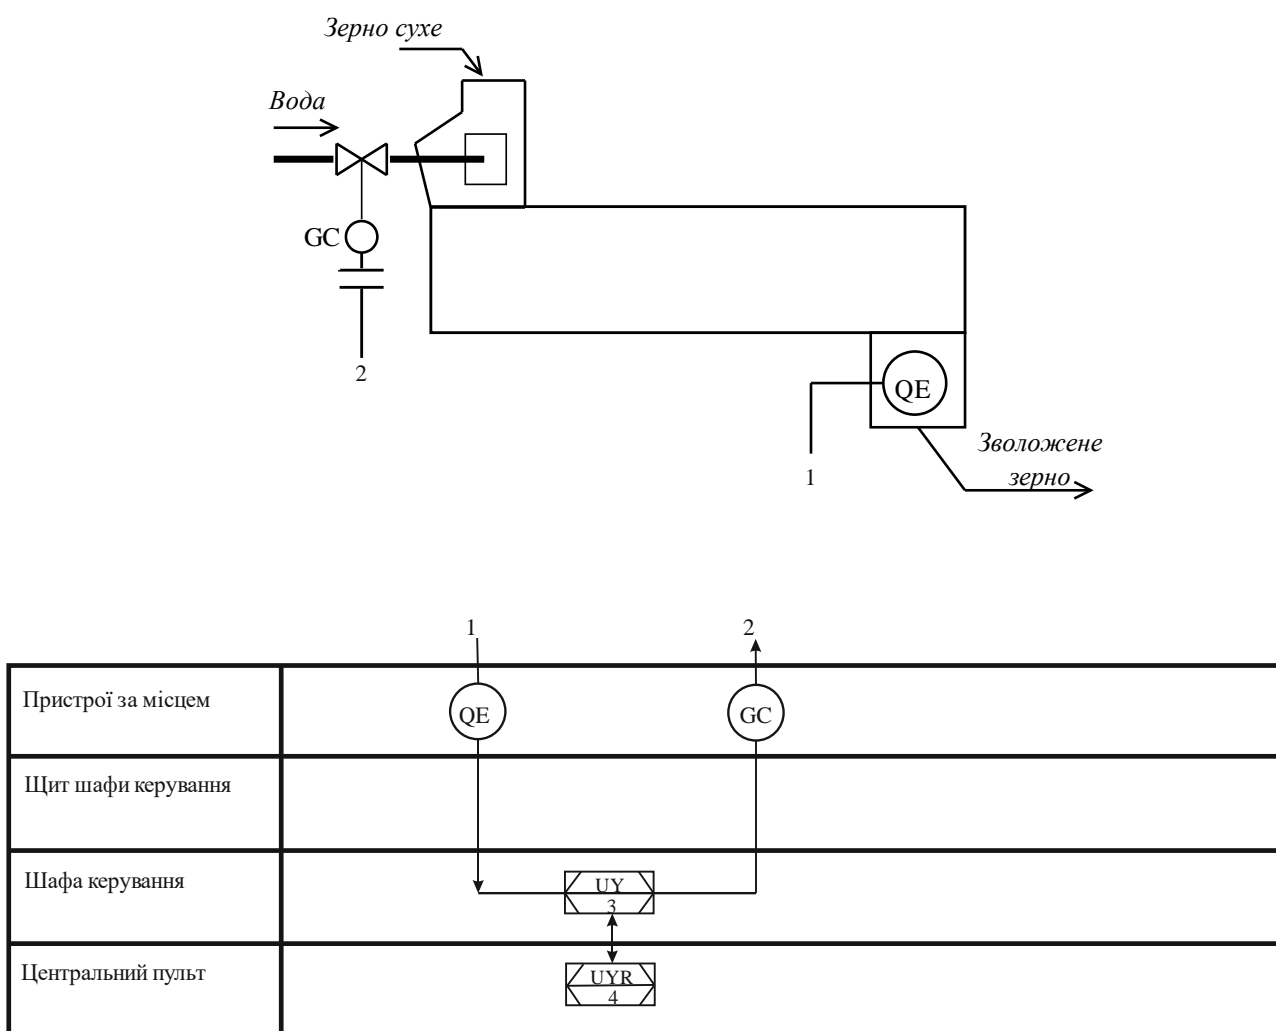 Зерно сухе
Вода
GC
2
QE
1
Зволожене
зерно
1
2
Пристрої за місцем
QE
GC
Щит шафи керування
Шафа керування
UY
3
Центральний пульт
UYR
4